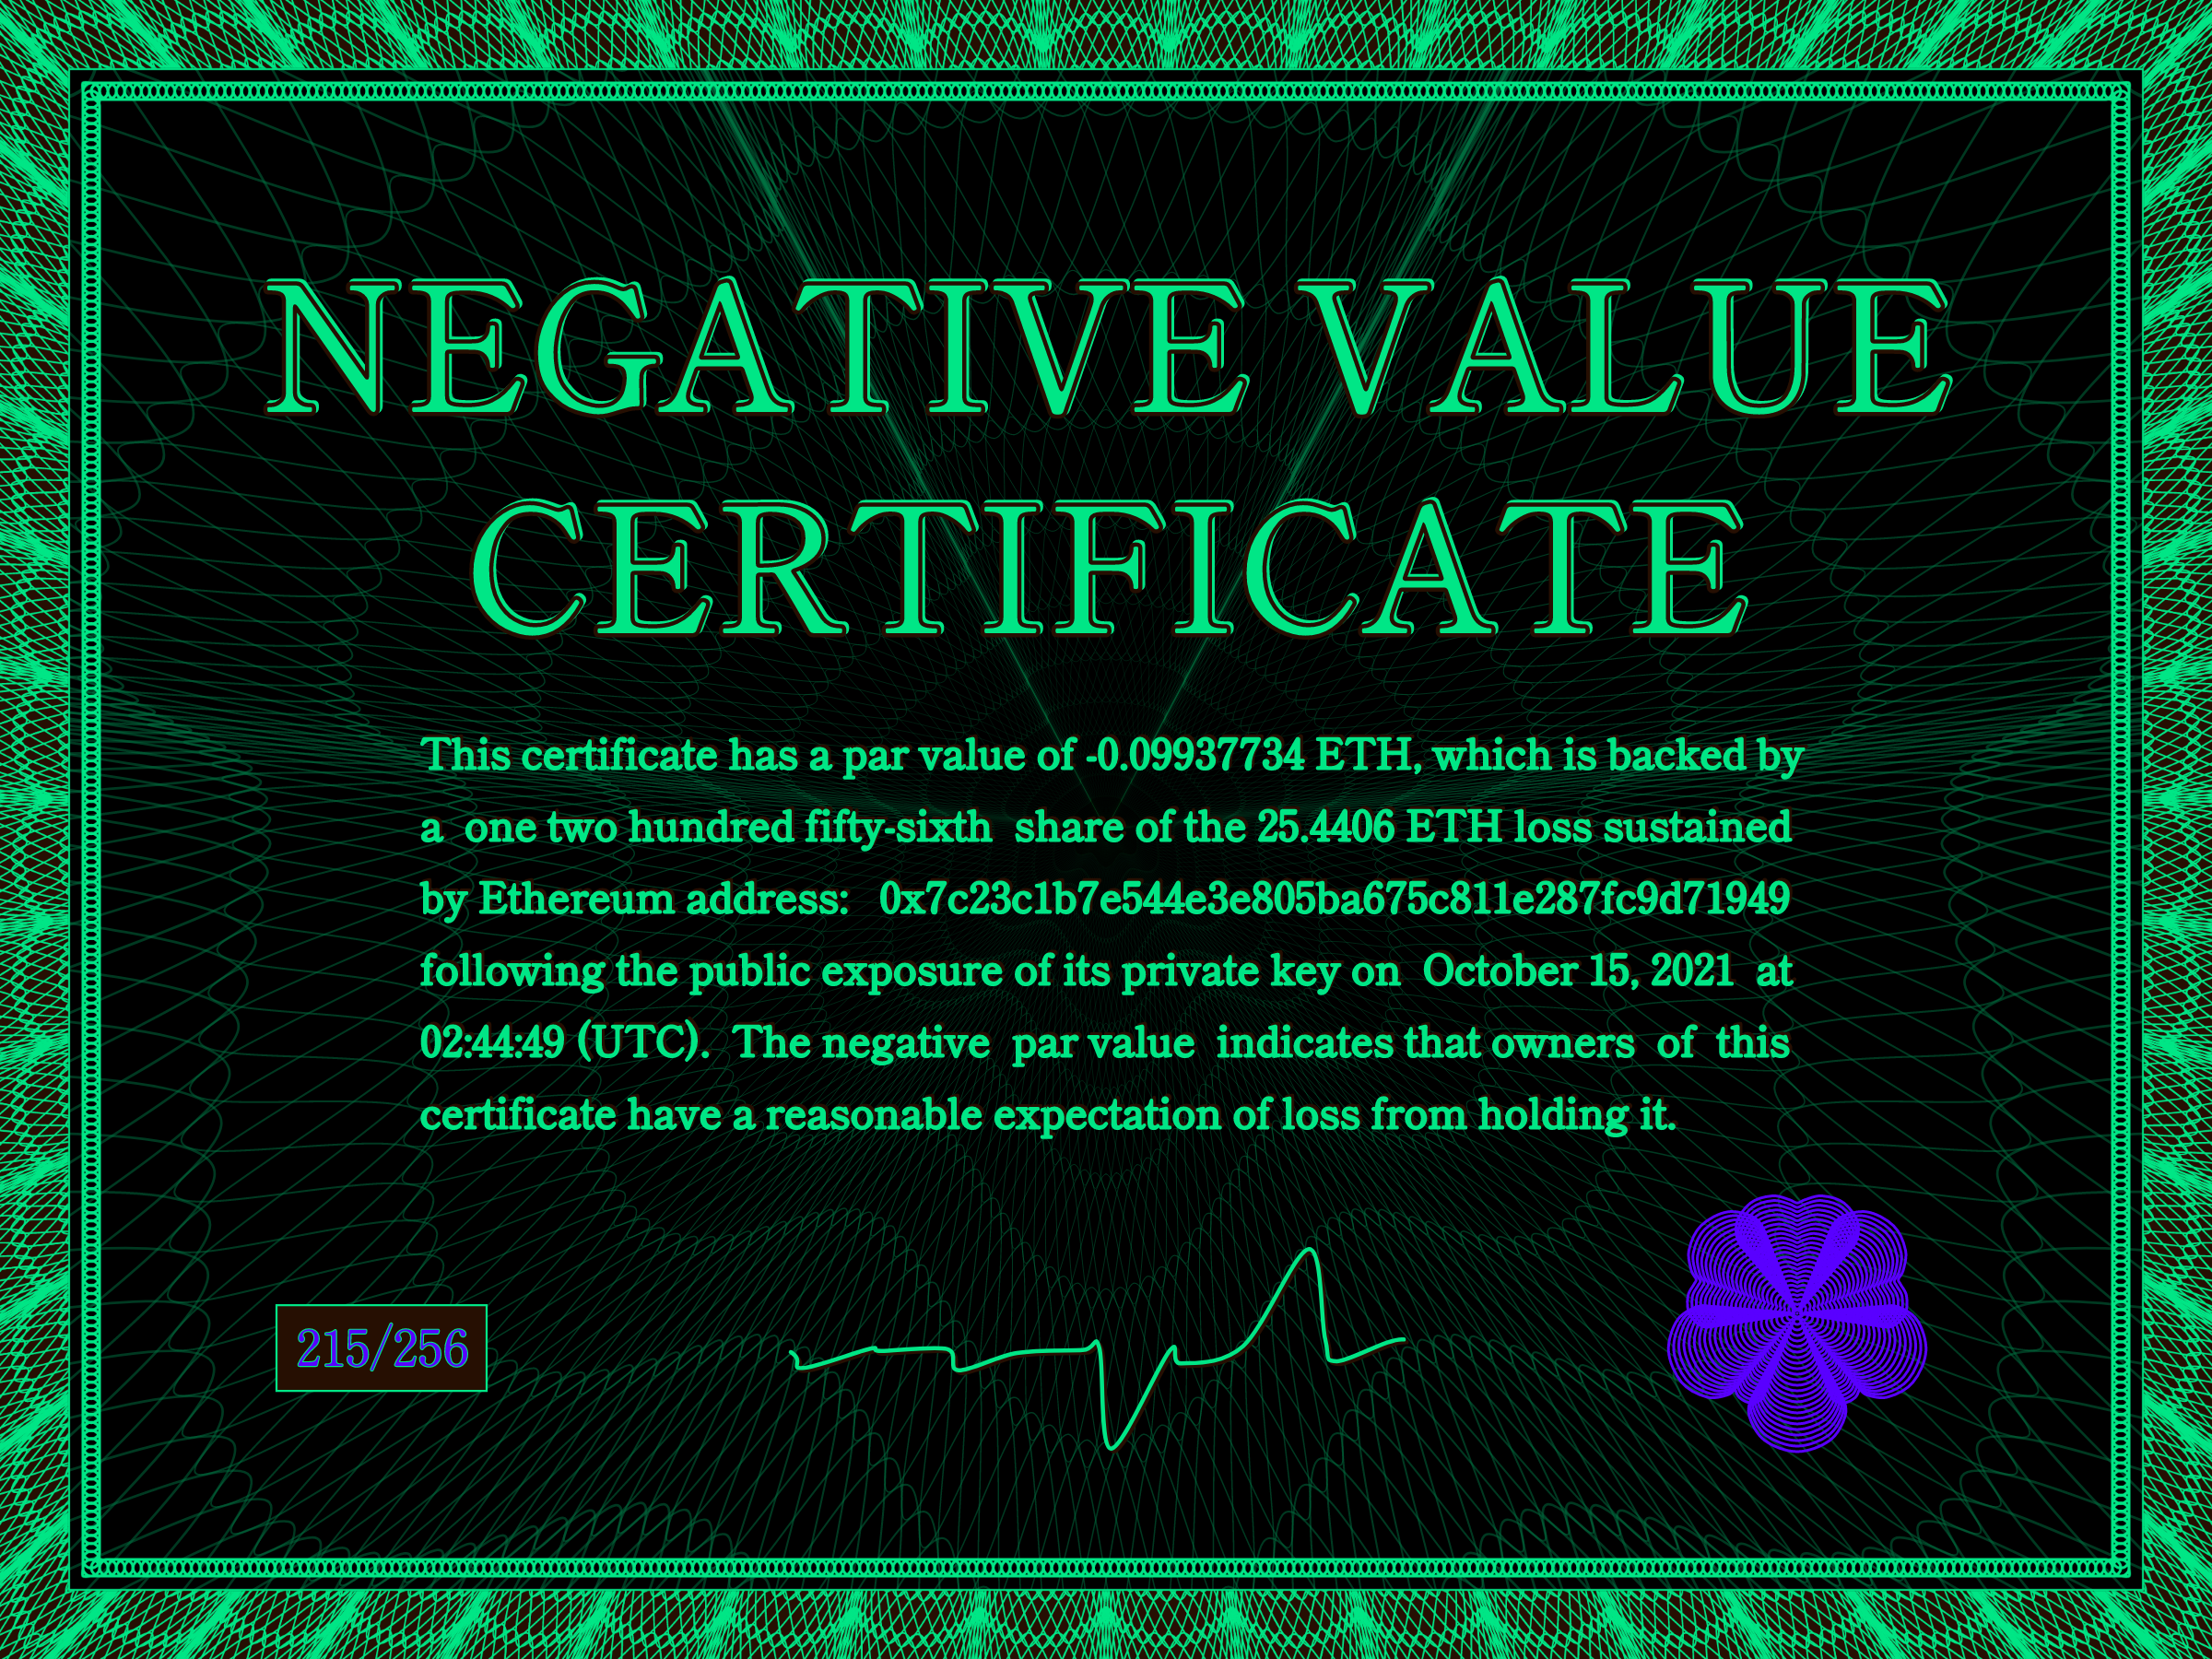 NEGATIVE VALUE
CERTIFICATE
This certificate has a par value of -0.09937734 ETH, which is backed by
a one two hundred fifty-sixth share of the 25.4406 ETH loss sustained
by Ethereum address: 0x7c23c1b7e544e3e805ba675c811e287fc9d71949
following the public exposure of its private key on October 15, 2021 at
02:44:49 (UTC). The negative par value indicates that owners of this
certificate have a reasonable expectation of loss from holding it.
215/256